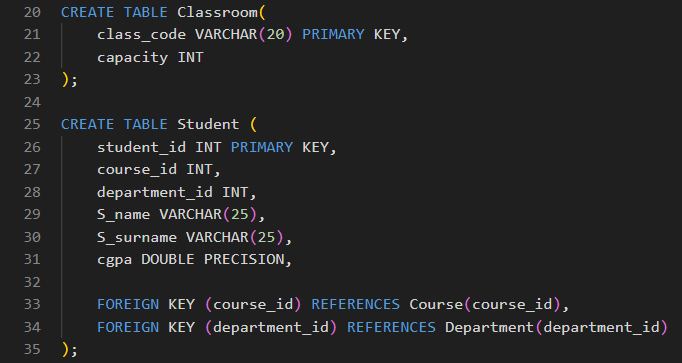 20 CREATE TABLE Classroom(
21     class_code VARCHAR(20) PRIMARY KEY,
22     capacity INT
23 );
24
25 CREATE TABLE Student (
26     student_id INT PRIMARY KEY,
27     course_id INT,
28     department_id INT,
29     S_name VARCHAR(25),
30     S_surname VARCHAR(25),
31     cgpa DOUBLE PRECISION,
32
33     FOREIGN KEY (course_id) REFERENCES Course(course_id),
34     FOREIGN KEY (department_id) REFERENCES Department(department_id)
35 );